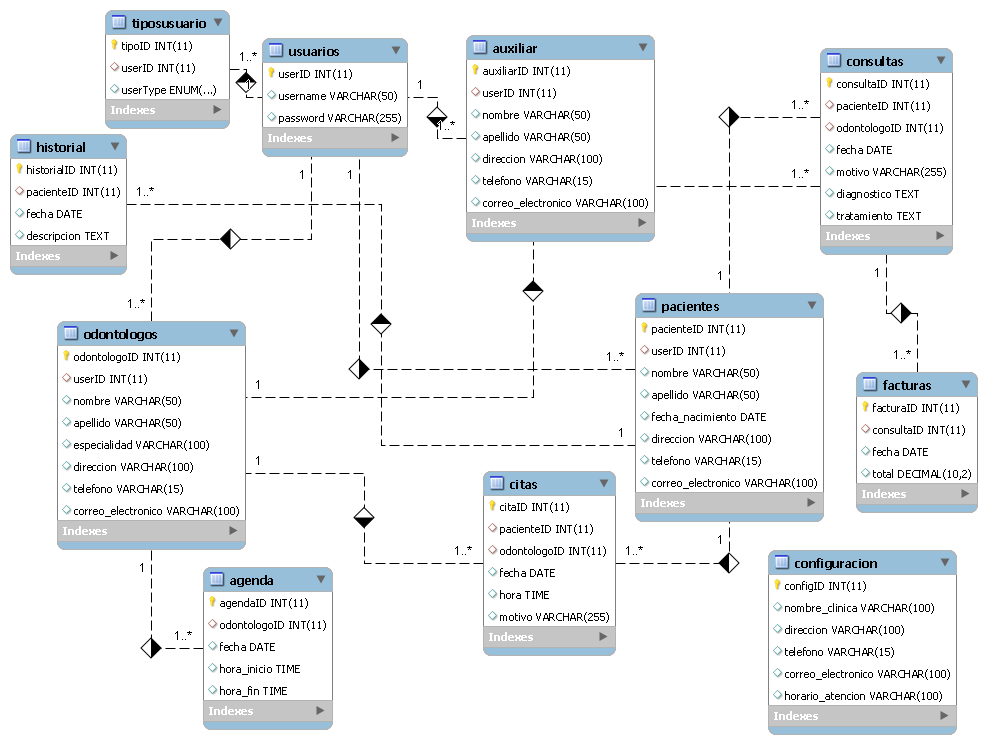 tiposusuario
tipoID INT(11)
userID INT(11)
userType ENUM(...)
Indexes
1..*
1
usuarios
userID INT(11)
username VARCHAR(50)
password VARCHAR(255)
Indexes
1
1..*
1
1
auxiliar
auxiliarID INT(11)
userID INT(11)
nombre VARCHAR(50)
apellido VARCHAR(50)
direccion VARCHAR(100)
telefono VARCHAR(15)
correo_electronico VARCHAR(100)
Indexes
consultas
consultaID INT(11)
pacienteID INT(11)
odontologoID INT(11)
fecha DATE
motivo VARCHAR(255)
diagnostico TEXT
tratamiento TEXT
Indexes
1..*
1..*
1
1
historial
historialID INT(11)
pacienteID INT(11)
fecha DATE
descripcion TEXT
Indexes
1..*
1..*
odontologos
odontologoID INT(11)
userID INT(11)
nombre VARCHAR(50)
apellido VARCHAR(50)
especialidad VARCHAR(100)
direccion VARCHAR(100)
telefono VARCHAR(15)
correo_electronico VARCHAR(100)
Indexes
1
1
1
pacientes
pacienteID INT(11)
userID INT(11)
nombre VARCHAR(50)
apellido VARCHAR(50)
fecha_nacimiento DATE
direccion VARCHAR(100)
telefono VARCHAR(15)
correo_electronico VARCHAR(100)
Indexes
1..*
1
1
1..*
facturas
facturaID INT(11)
consultaID INT(11)
fecha DATE
total DECIMAL(10,2)
Indexes
citas
citaID INT(11)
pacienteID INT(11)
odontologoID INT(11)
fecha DATE
hora TIME
motivo VARCHAR(255)
Indexes
1..*
1..*
agenda
agendaID INT(11)
odontologoID INT(11)
fecha DATE
hora_inicio TIME
hora_fin TIME
Indexes
1..*
configuracion
configID INT(11)
nombre_clinica VARCHAR(100)
direccion VARCHAR(100)
telefono VARCHAR(15)
correo_electronico VARCHAR(100)
horario_atencion VARCHAR(100)
Indexes